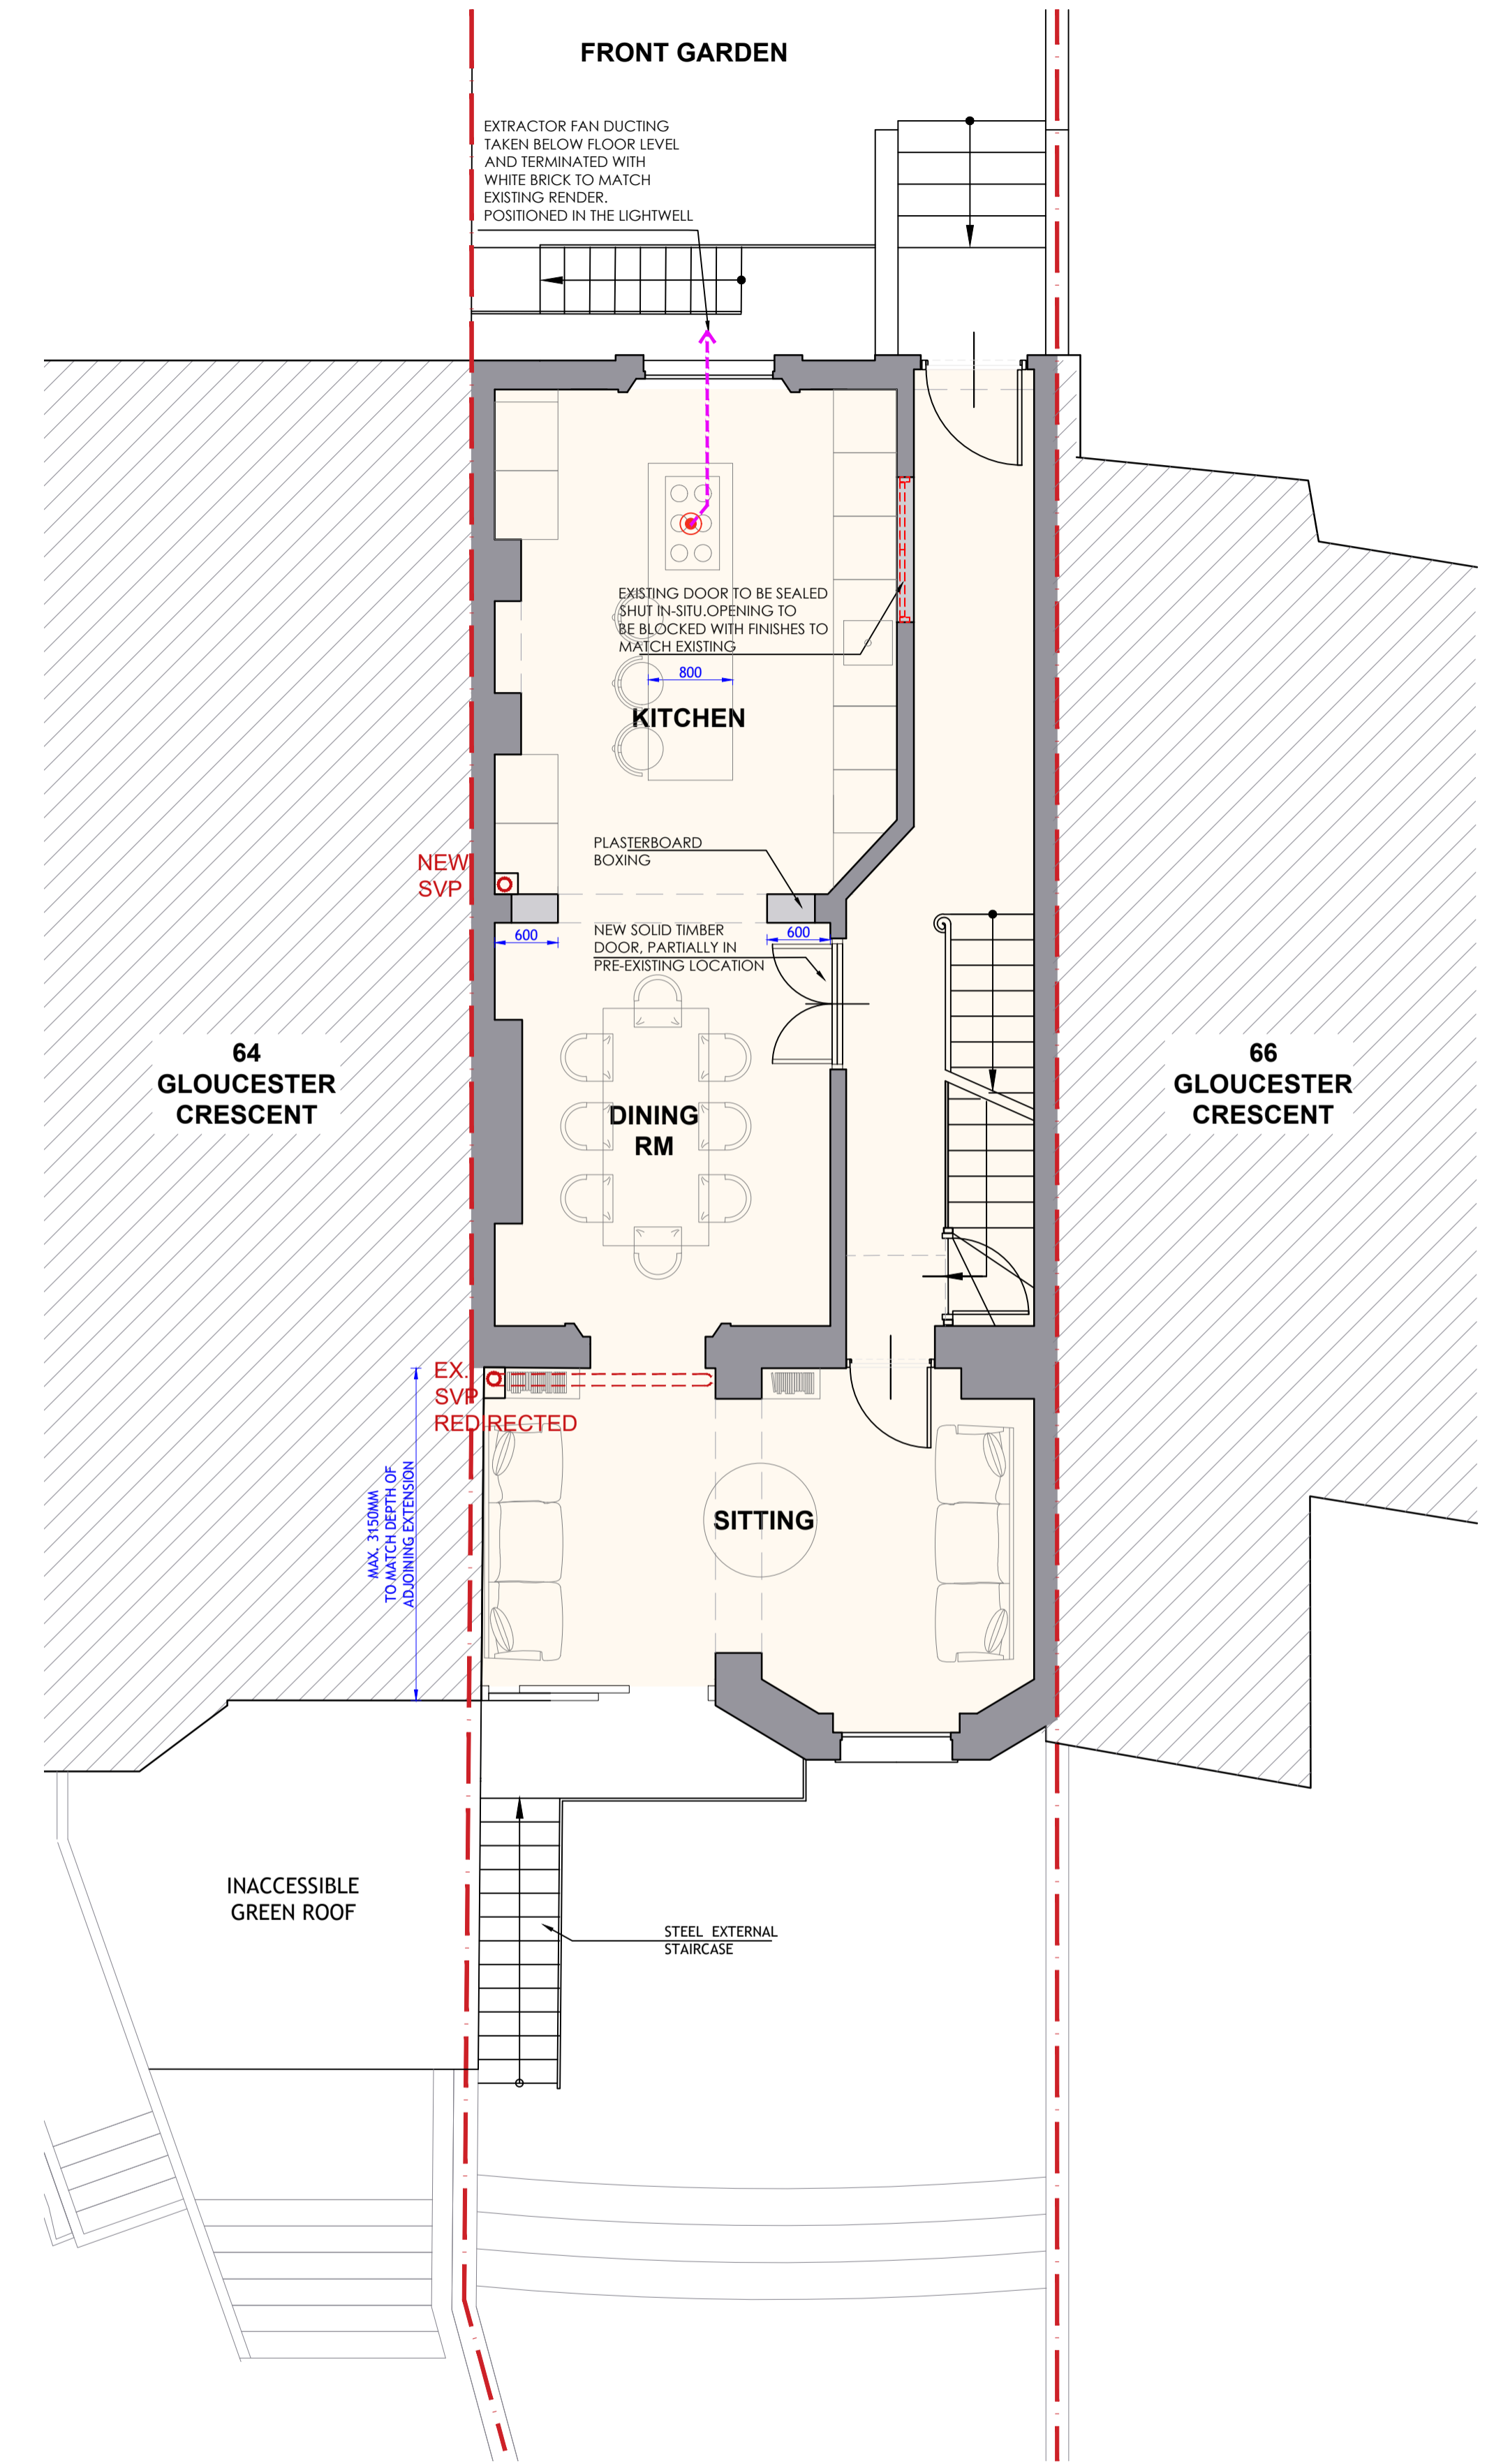 FRONT GARDEN
EXTRACTOR FAN DUCTING
TAKEN BELOW FLOOR LEVEL
AND TERMINATED WITH
WHITE BRICK TO MATCH
EXISTING RENDER.
POSITIONED IN THE LIGHTWELL
EXISTING DOOR TO BE SEALED
SHUT IN-SITU.OPENING TO
BE BLOCKED WITH FINISHES TO
MATCH EXISTING
800
KITCHEN
PLASTERBOARD
BOXING
NEW
SVP
600
600
NEW SOLID TIMBER
DOOR, PARTIALLY IN
PRE-EXISTING LOCATION
64
GLOUCESTER
CRESCENT
66
GLOUCESTER
CRESCENT
DINING
RM
EX.
SVP
REDIRECTED
MAX. 3150MM
TO MATCH DEPTH OF
ADJOINING EXTENSION
SITTING
INACCESSIBLE
GREEN ROOF
STEEL EXTERNAL
STAIRCASE